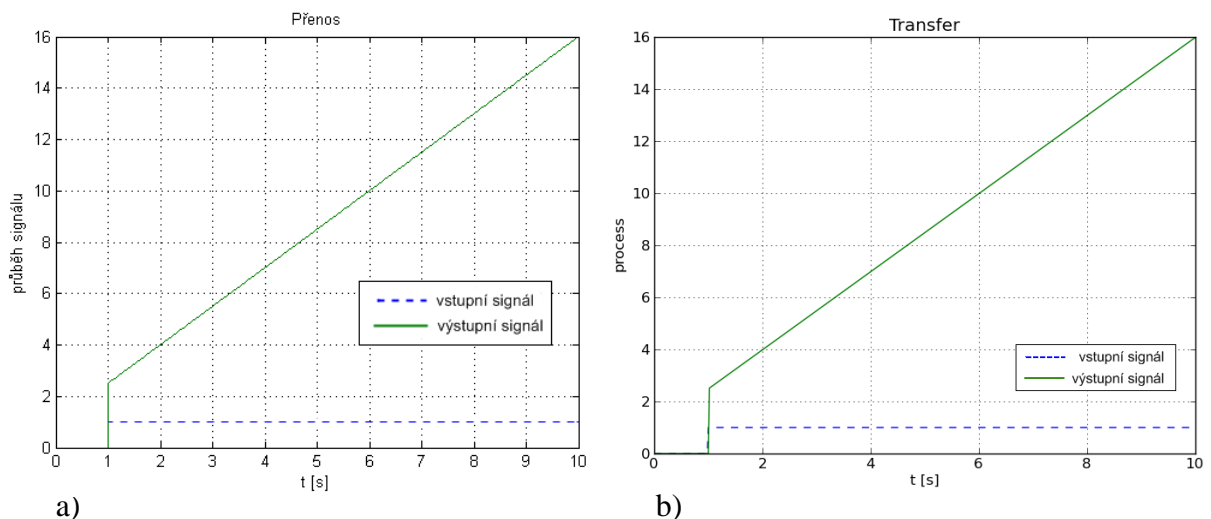 Přenos
16
14
12
10
8
6
4
2
0
průběh signálu
vstupní signál
výstupní signál
0 1 2 3 4 5 6 7 8 9 10
t [s]
a)
Transfer
16
14
12
10
8
6
4
2
0
process
vstupní signál
výstupní signál
0 2 4 6 8 10
t [s]
b)